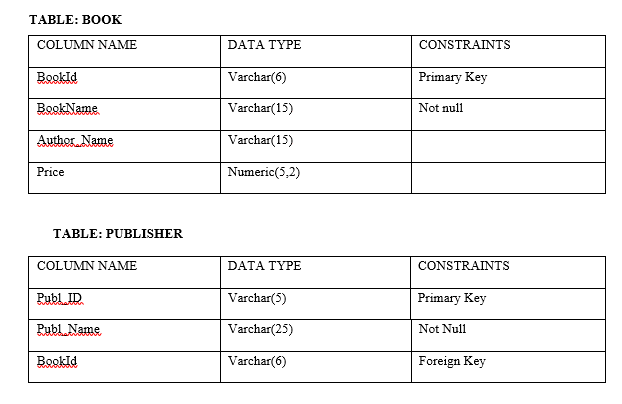 TABLE: BOOK
COLUMN NAME DATA TYPE CONSTRAINTS
BookId Varchar(6) Primary Key
BookName Varchar(15) Not null
Author_Name Varchar(15)
Price Numeric(5,2)
TABLE: PUBLISHER
COLUMN NAME DATA TYPE CONSTRAINTS
Publ_ID Varchar(5) Primary Key
Publ_Name Varchar(25) Not Null
BookId Varchar(6) Foreign Key